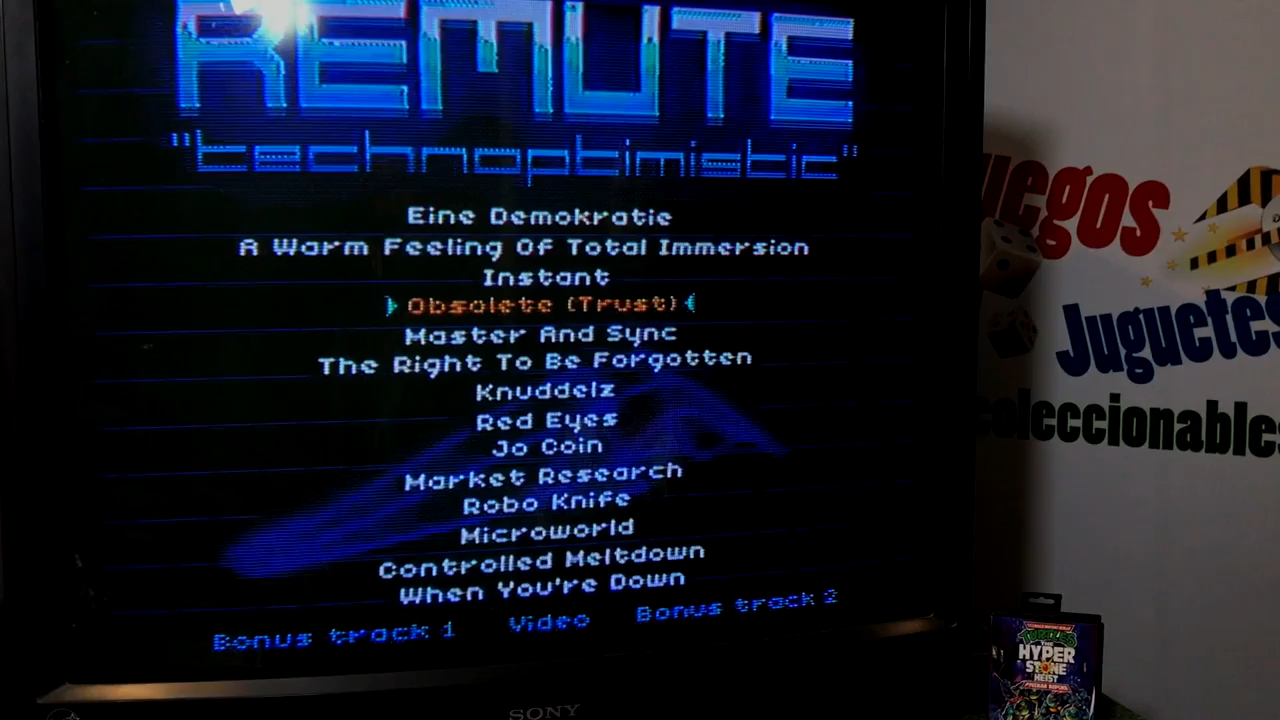 REMUTE
"technoptimistic"
Eine Demokratie
A Warm Feeling Of Total Immersion
Instant
Obsolete (Trust)
Master And Sync
The Right To Be Forgotten
Knuddelz
Red Eyes
Jo Coin
Market Research
Robo Knife
Microworld
Controlled Meltdown
When You're Down
Bonus track 1 Video Bonus track 2
SONY
uegos
Juguetes
coleccionables
TURTLES
THE
HYPER
STONE
HEIST